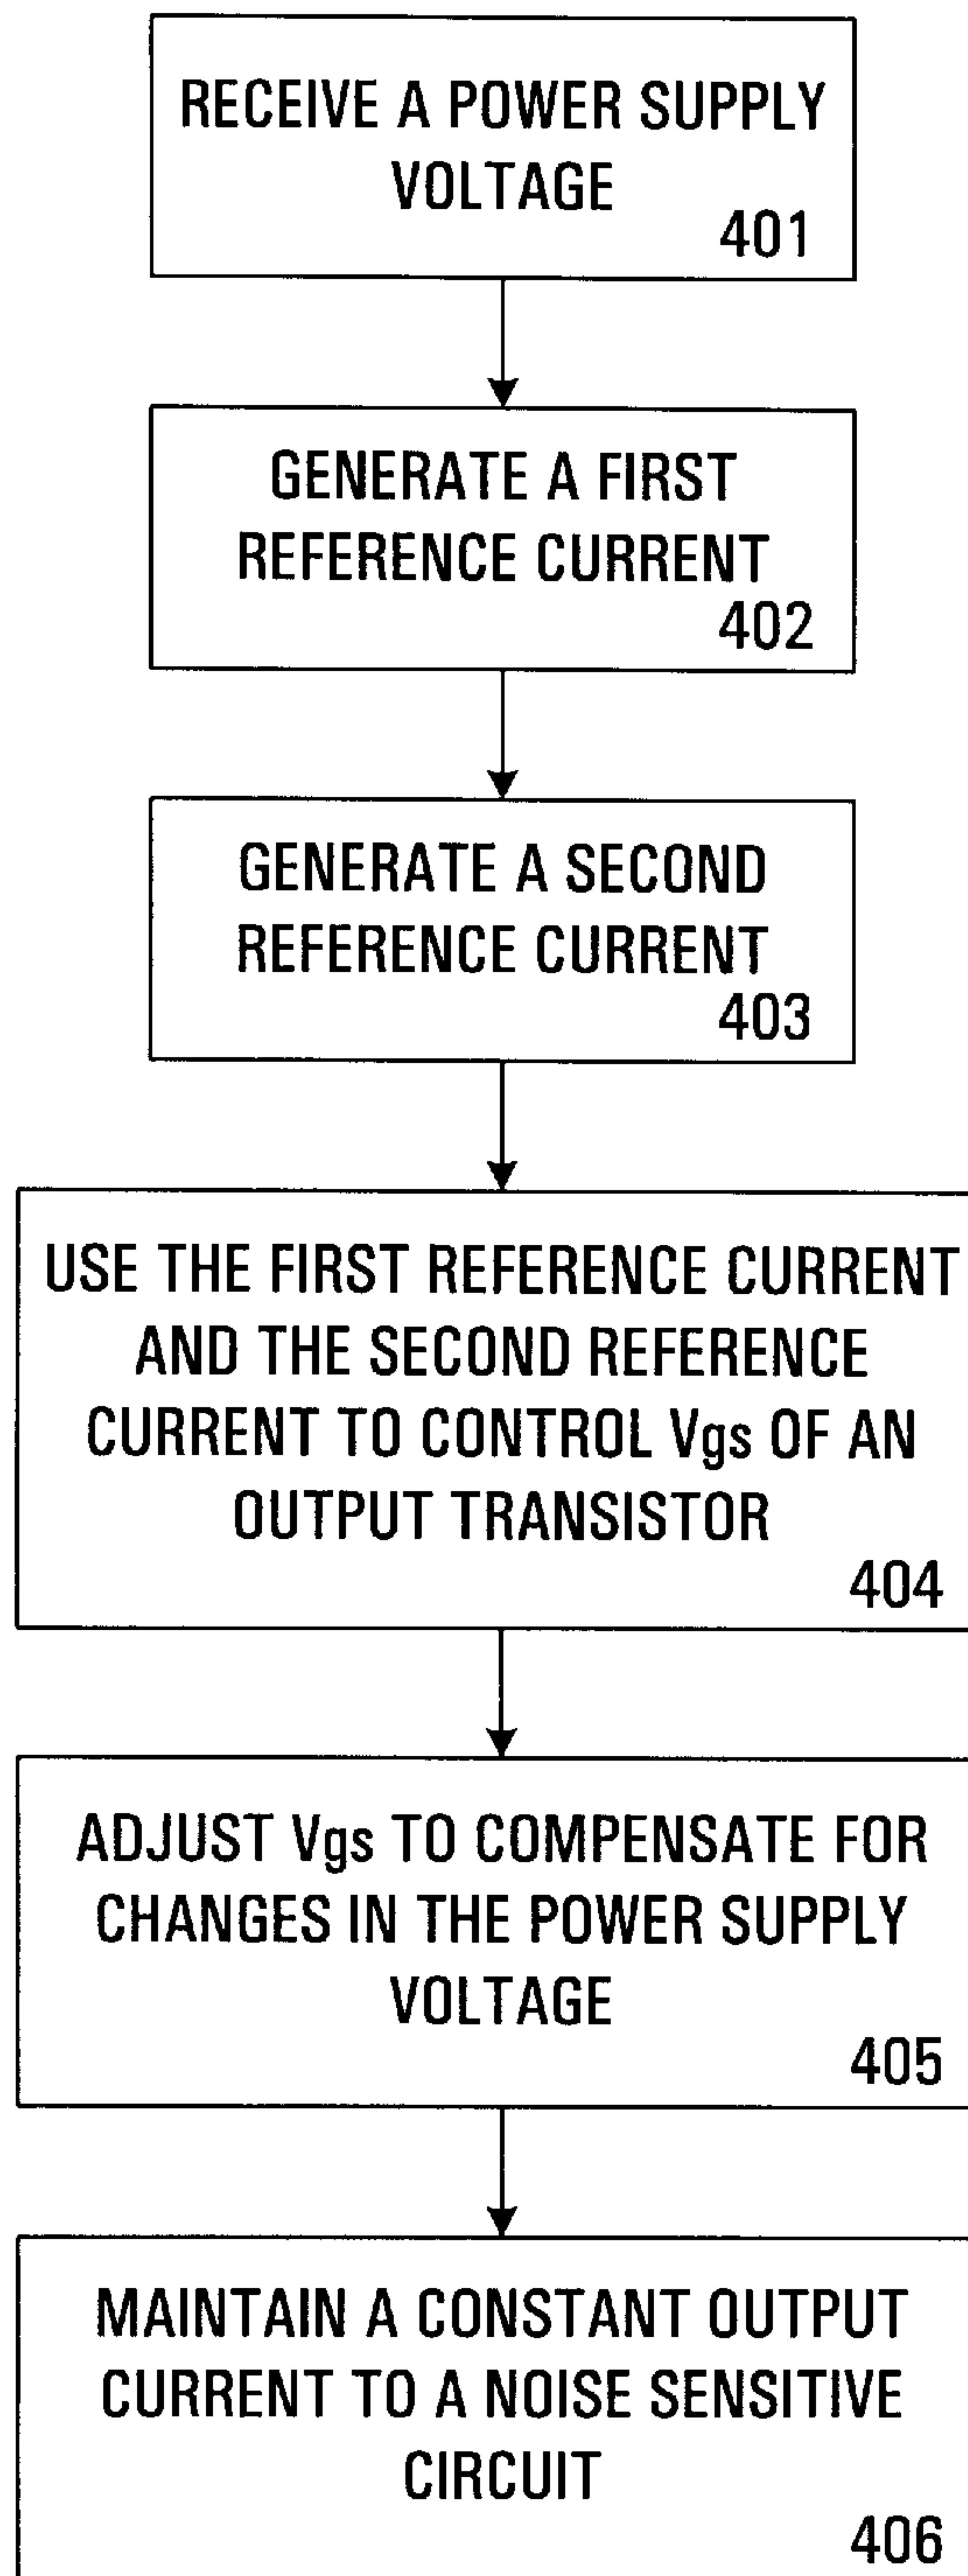 RECEIVE A POWER SUPPLY
VOLTAGE
401
GENERATE A FIRST
REFERENCE CURRENT
402
GENERATE A SECOND
REFERENCE CURRENT
403
USE THE FIRST REFERENCE CURRENT
AND THE SECOND REFERENCE
CURRENT TO CONTROL Vgs OF AN
OUTPUT TRANSISTOR
404
ADJUST Vgs TO COMPENSATE FOR
CHANGES IN THE POWER SUPPLY
VOLTAGE
405
MAINTAIN A CONSTANT OUTPUT
CURRENT TO A NOISE SENSITIVE
CIRCUIT
406